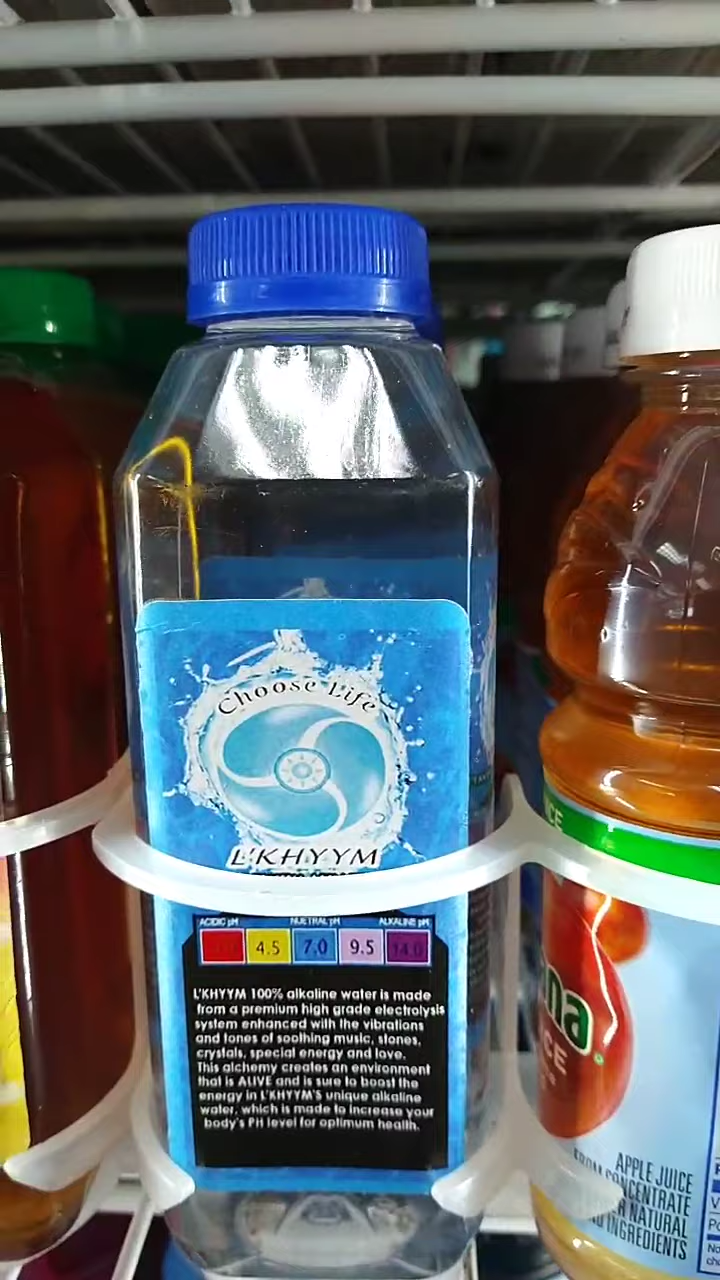 Choose Life
L'KHYYM
ACIDIC pH NUETRAL pH ALKALINE pH
4.5 7.0 9.5 14.0
L'KHYYM 100% alkaline water is made
from a premium high grade electrolysis
system enhanced with the vibrations
and tones of soothing music, stones,
crystals, special energy and love.
This alchemy creates an environment
that is ALIVE and is sure to boost the
energy in L'KHYYM'S unique alkaline
water, which is made to increase your
body's PH level for optimum health.
APPLE JUICE
FROM CONCENTRATE
NATURAL
INGREDIENTS